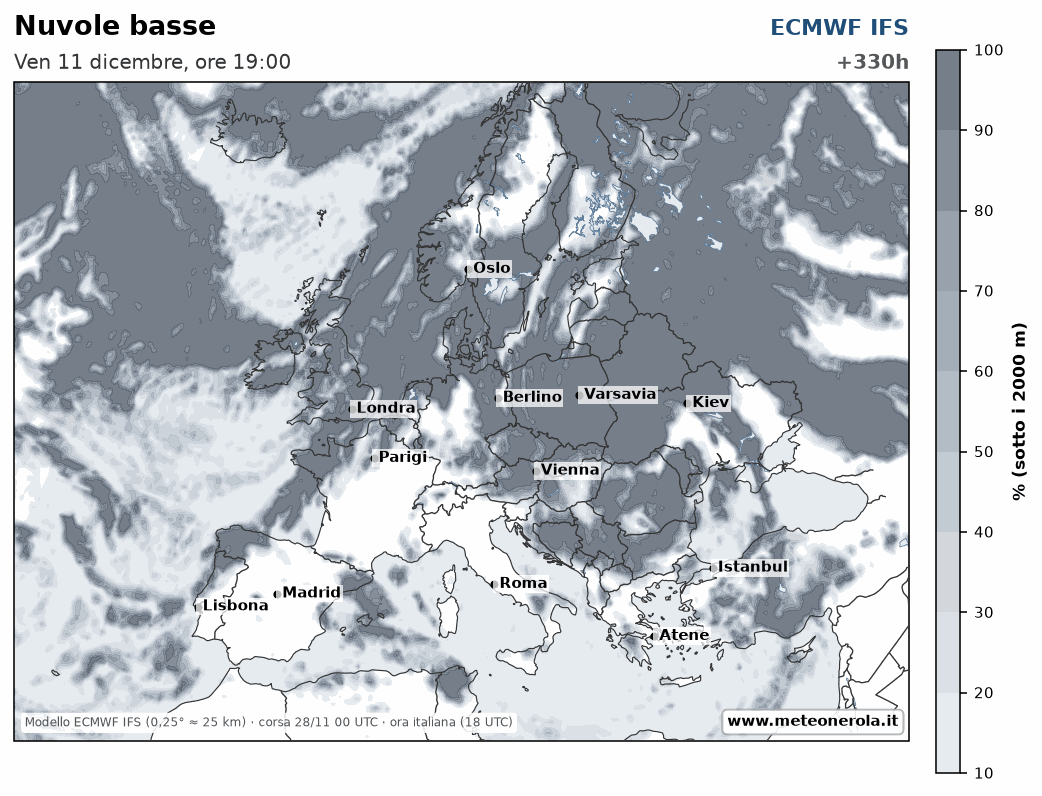 Nuvole basse
ECMWF IFS
Ven 11 dicembre, ore 19:00
+330h
100
90
80
70
60
50
40
30
20
10
% (sotto i 2000 m)
Oslo
Londra
Berlino
Varsavia
Kiev
Parigi
Vienna
Istanbul
Roma
Madrid
Lisbona
Atene
Modello ECMWF IFS (0,25° ≈ 25 km) · corsa 28/11 00 UTC · ora italiana (18 UTC)
www.meteonerola.it